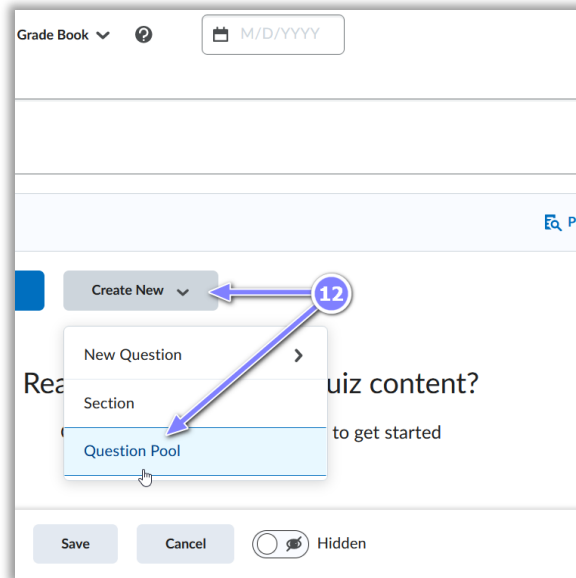 Grade Book
M/D/YYYY
P
Create New
12
New Question
Rea uiz content?
Section
to get started
Question Pool
Save Cancel Hidden